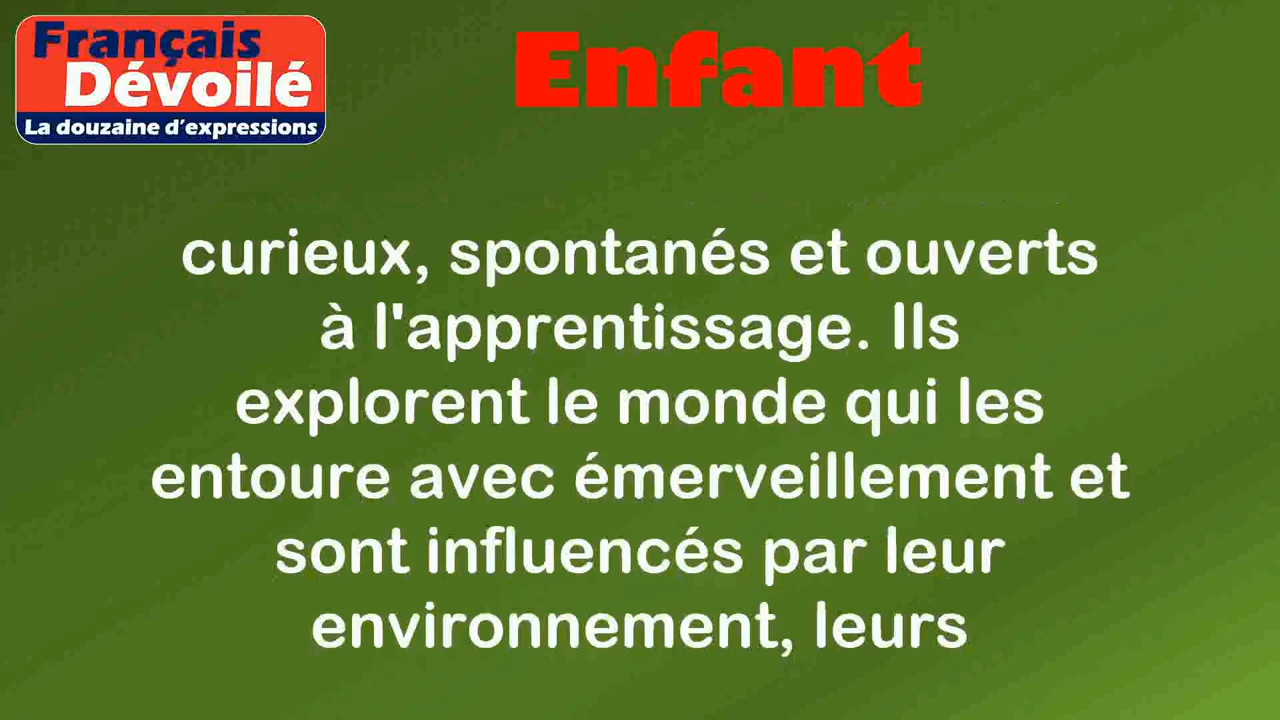 Français
Dévoilé
La douzaine d'expressions
Enfant
curieux, spontanés et ouverts
à l'apprentissage. Ils
explorent le monde qui les
entoure avec émerveillement et
sont influencés par leur
environnement, leurs